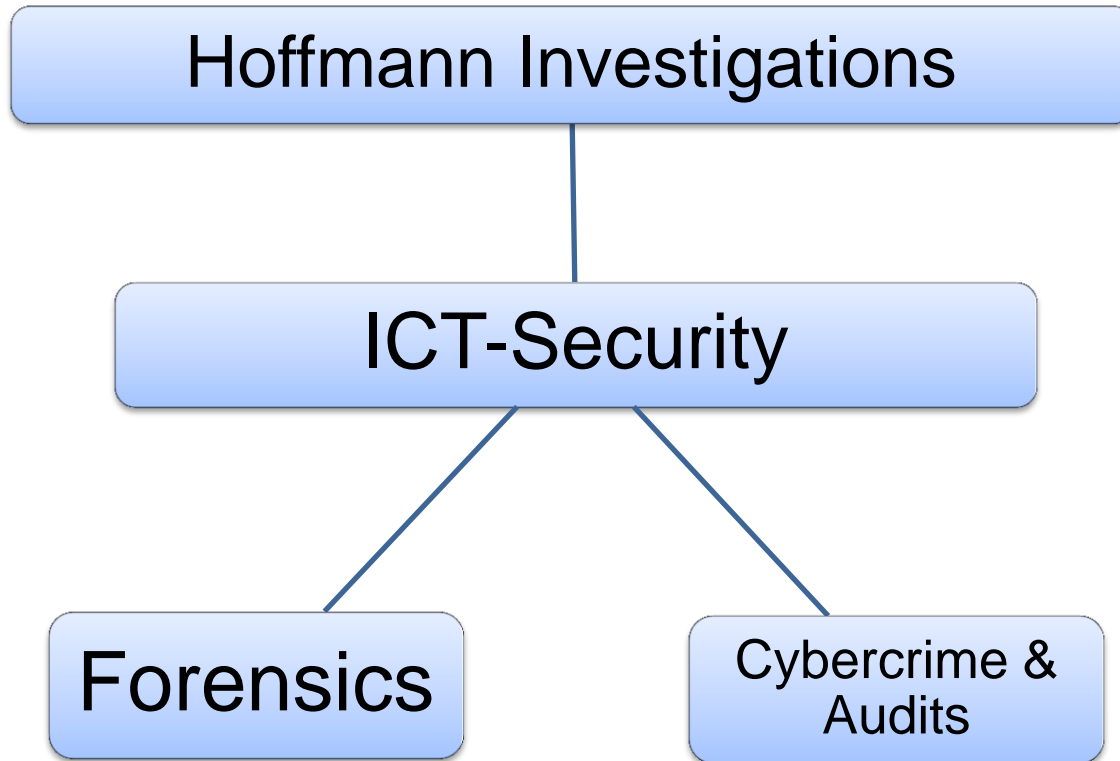 Hoffmann Investigations
ICT-Security
Forensics
Cybercrime &
Audits